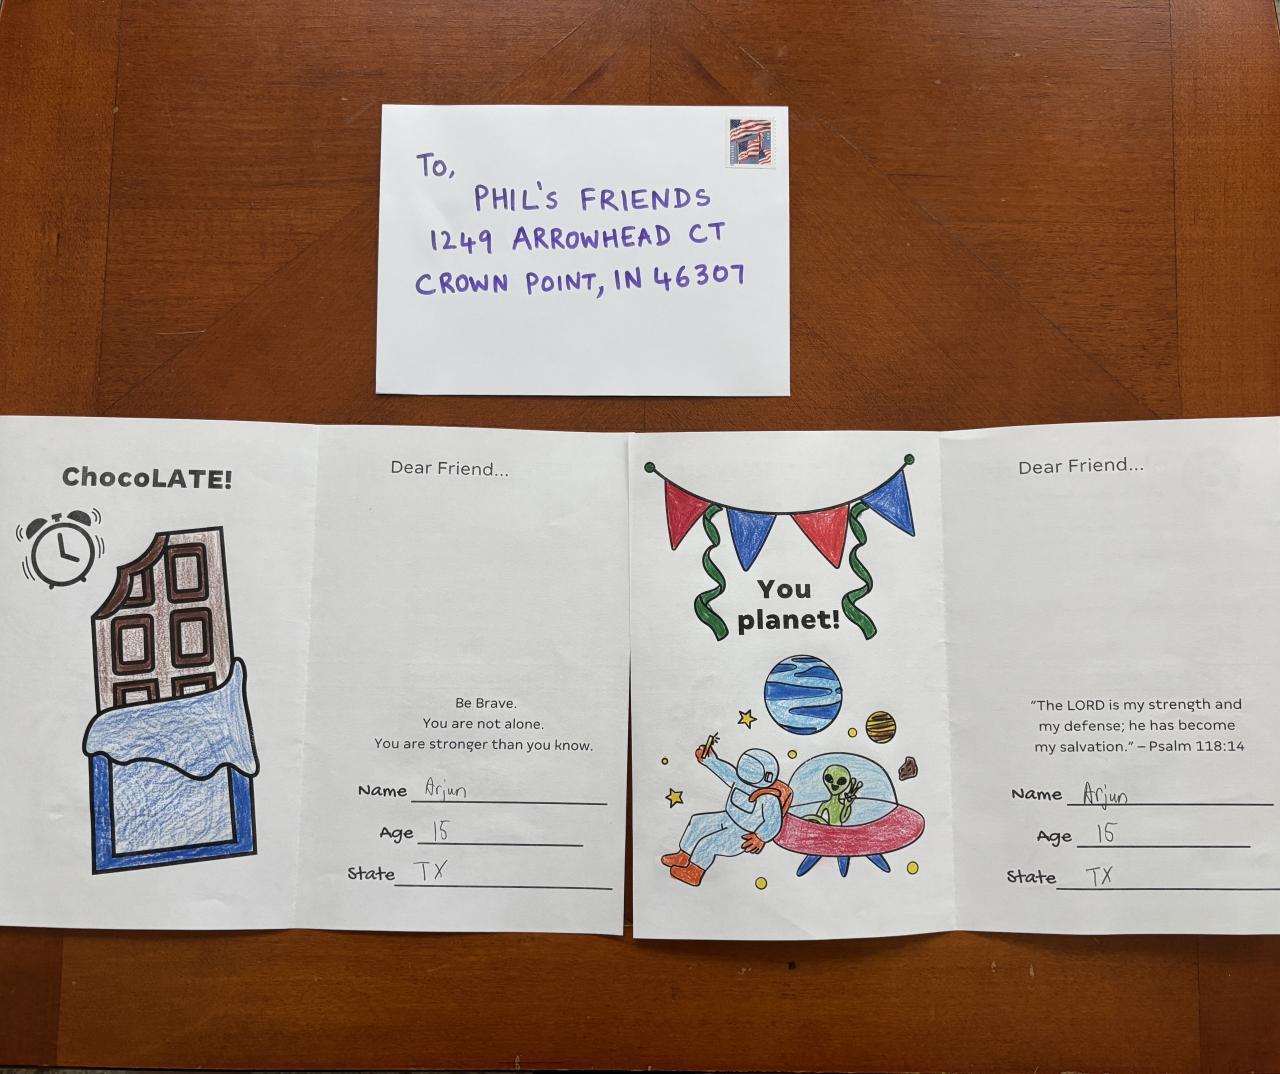 To,
PHIL's FRIENDS
1249 ARROWHEAD CT
CROWN POINT, IN 46307
ChocoLATE!
Dear Friend...
Be Brave.
You are not alone.
You are stronger than you know.
Name Arjun
Age 15
State TX
You
planet!
Dear Friend...
"The LORD is my strength and
my defense; he has become
my salvation." – Psalm 118:14
Name Arjun
Age 15
State TX